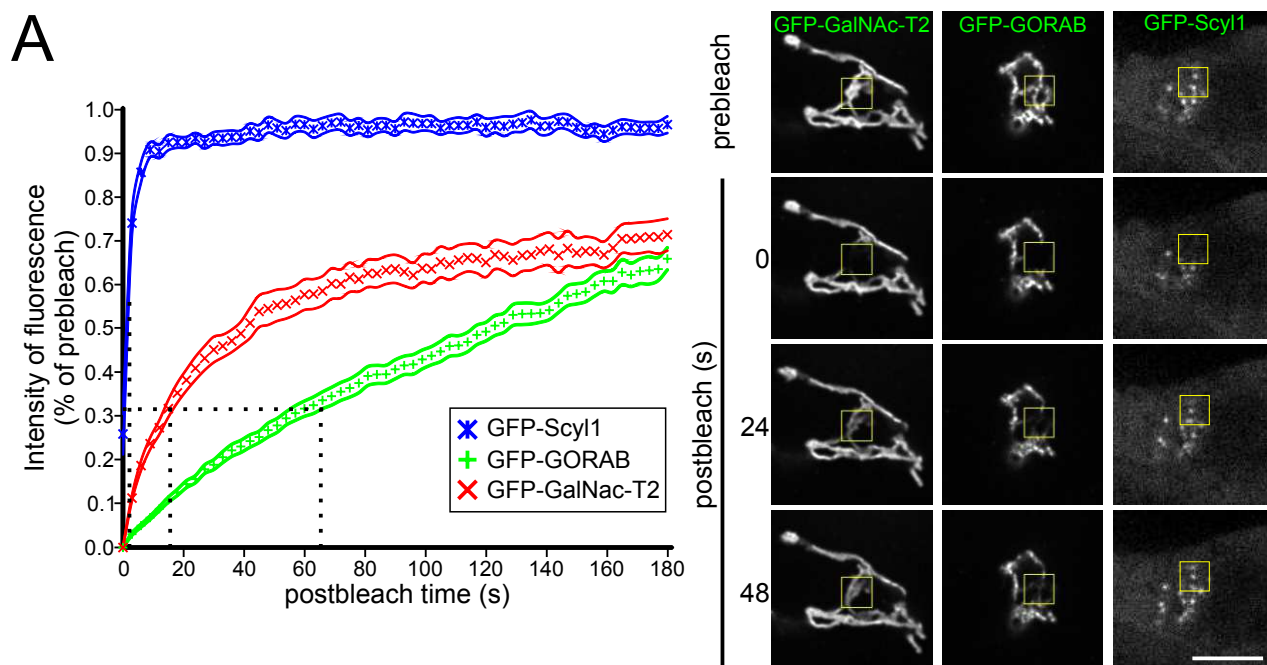 A
Intensity of fluorescence
(% of prebleach)
1.0
0.9
0.8
0.7
0.6
0.5
0.4
0.3
0.2
0.1
0.0
0 20 40 60 80 100 120 140 160 180
postbleach time (s)
GFP-Scyl1
GFP-GORAB
GFP-GalNac-T2
GFP-GalNAc-T2 GFP-GORAB GFP-Scyl1
prebleach
postbleach (s)
0
24
48